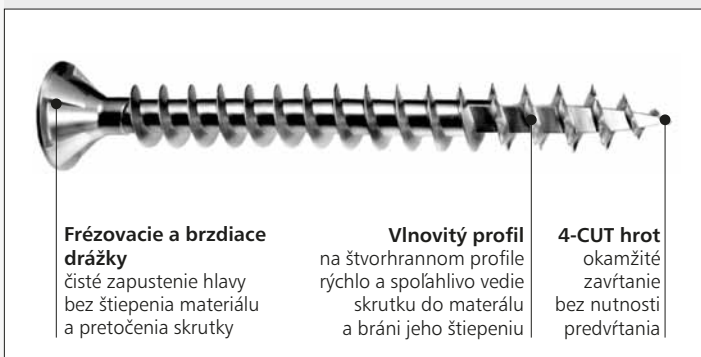 Frézovacie a brzdiace
drážky
čisté zapustenie hlavy
bez štiepenia materiálu
a pretočenia skrutky
Vlnovitý profil
na štvorhrannom profile
rýchlo a spoľahlivo vedie
skrutku do materálu
a bráni jeho štiepeniu
4-CUT hrot
okamžité
zavŕtanie
bez nutnosti
predvŕtania